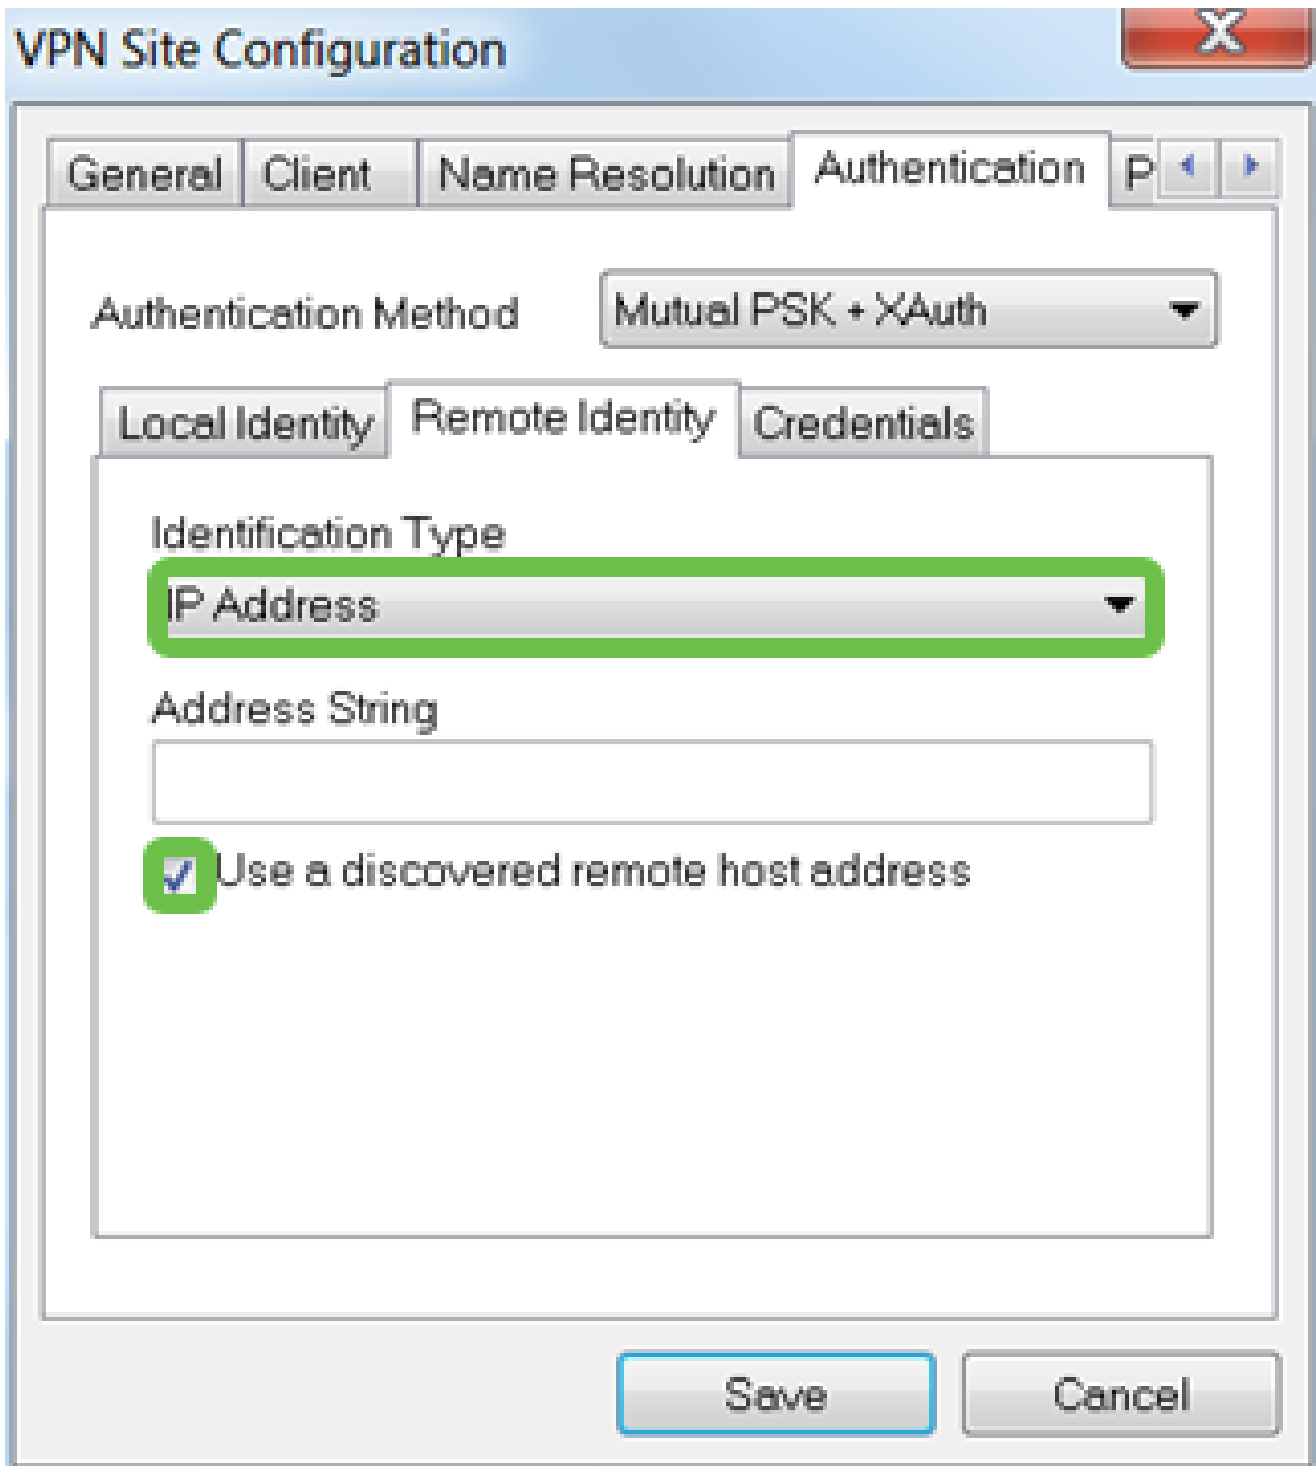 VPN Site Configuration
General Client Name Resolution Authentication P
Authentication Method Mutual PSK + XAuth
Local Identity Remote Identity Credentials
Identification Type
IP Address
Address String
Use a discovered remote host address
Save Cancel